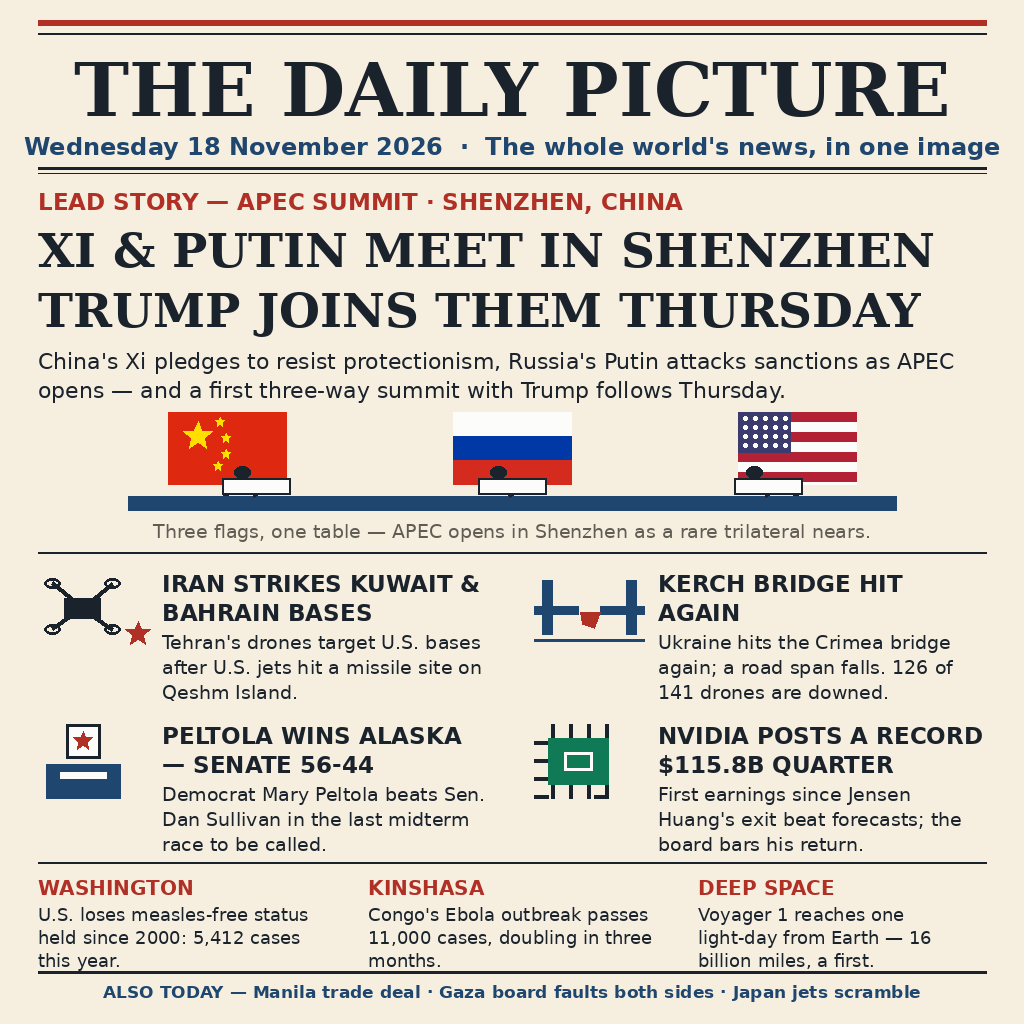 THE DAILY PICTURE
Wednesday 18 November 2026 · The whole world's news, in one image
LEAD STORY — APEC SUMMIT · SHENZHEN, CHINA
XI & PUTIN MEET IN SHENZHEN
TRUMP JOINS THEM THURSDAY
China's Xi pledges to resist protectionism, Russia's Putin attacks sanctions as APEC
opens — and a first three-way summit with Trump follows Thursday.
Three flags, one table — APEC opens in Shenzhen as a rare trilateral nears.
IRAN STRIKES KUWAIT &
BAHRAIN BASES
Tehran's drones target U.S. bases
after U.S. jets hit a missile site on
Qeshm Island.
KERCH BRIDGE HIT
AGAIN
Ukraine hits the Crimea bridge
again; a road span falls. 126 of
141 drones are downed.
PELTOLA WINS ALASKA
— SENATE 56-44
Democrat Mary Peltola beats Sen.
Dan Sullivan in the last midterm
race to be called.
NVIDIA POSTS A RECORD
$115.8B QUARTER
First earnings since Jensen
Huang's exit beat forecasts; the
board bars his return.
WASHINGTON
U.S. loses measles-free status
held since 2000: 5,412 cases
this year.
KINSHASA
Congo's Ebola outbreak passes
11,000 cases, doubling in three
months.
DEEP SPACE
Voyager 1 reaches one
light-day from Earth — 16
billion miles, a first.
ALSO TODAY — Manila trade deal · Gaza board faults both sides · Japan jets scramble